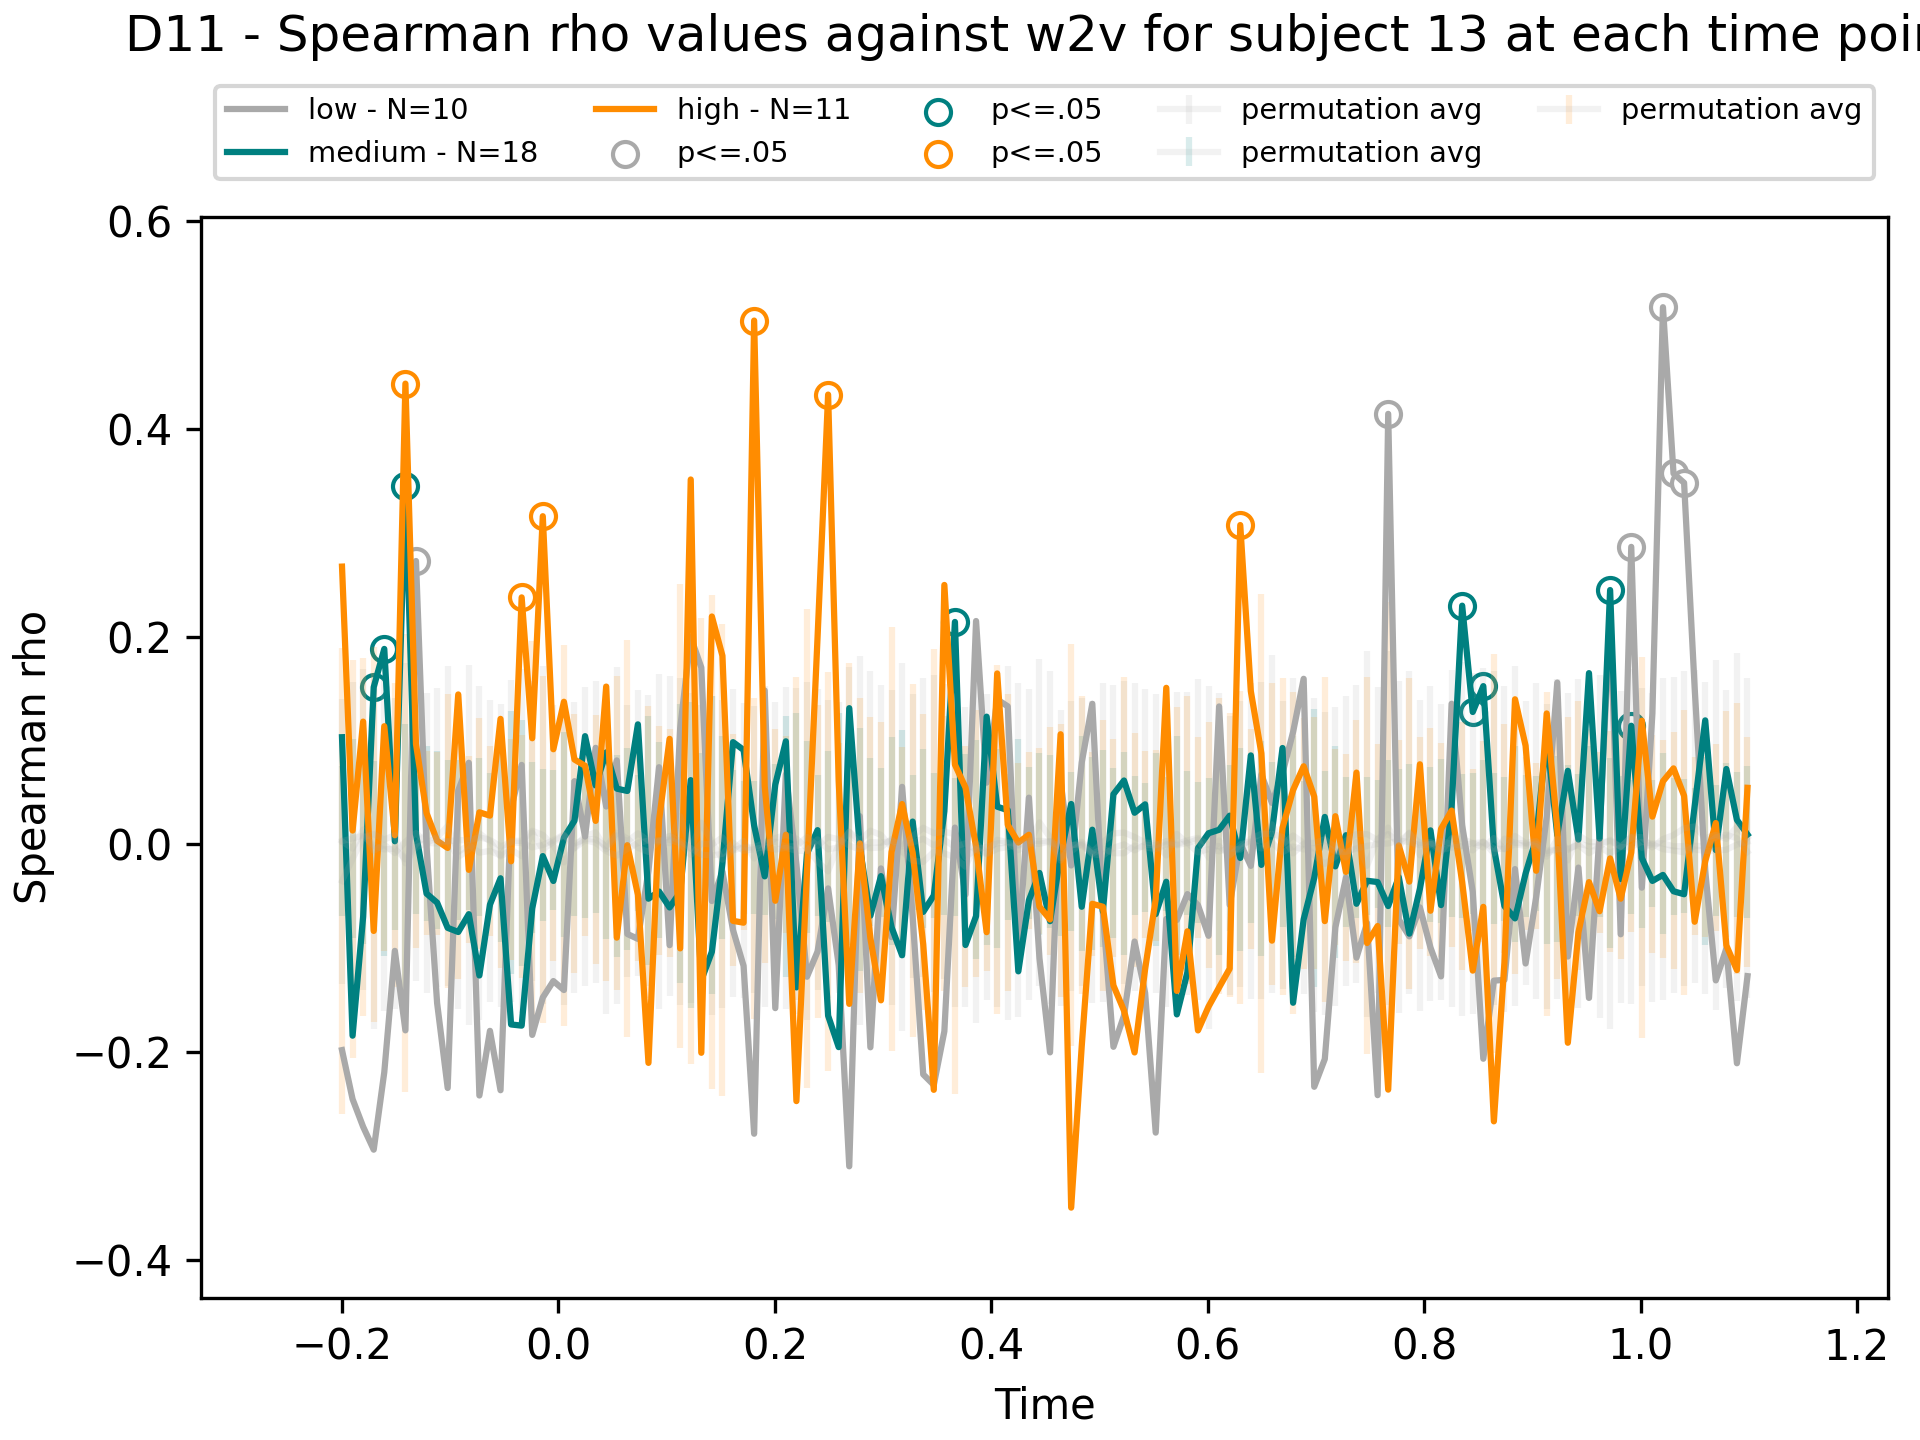 D11 - Spearman rho values against w2v for subject 13 at each time poi
low - N=10
medium - N=18
high - N=11
p<=.05
p<=.05
p<=.05
permutation avg
permutation avg
permutation avg
0.6
0.4
0.2
0.0
−0.2
−0.4
Spearman rho
−0.2 0.0 0.2 0.4 0.6 0.8 1.0 1.2
Time